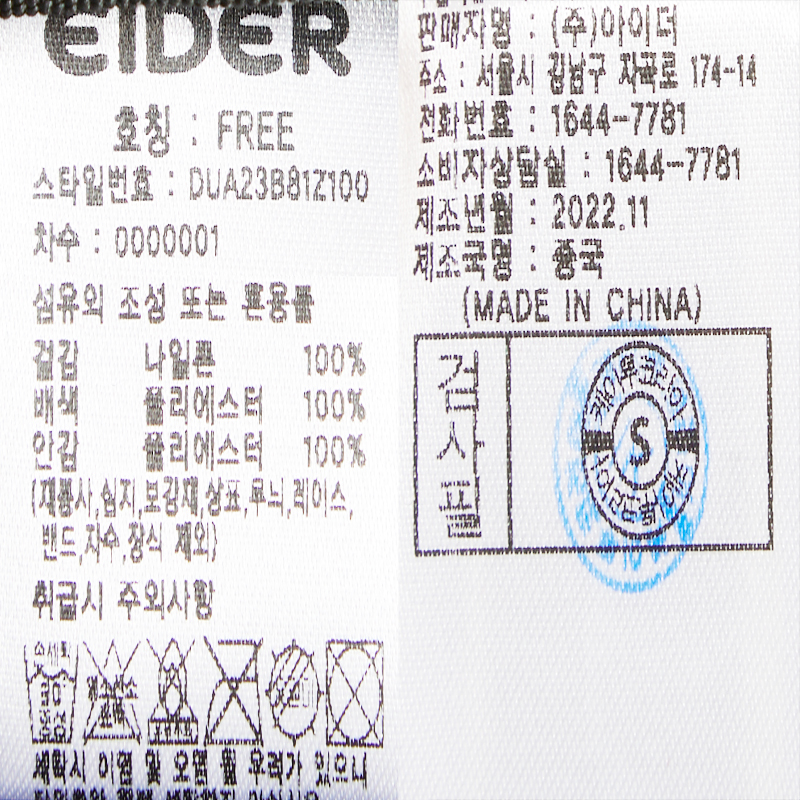 EIDER
호칭 : FREE
스타일번호 : DUA23B81Z100
차수 : 0000001
섬유의 조성 또는 혼용률
겉감 나일론 100%
배색 폴리에스터 100%
안감 폴리에스터 100%
(재봉사,심지,보강재,상표,무늬,레이스,
밴드,자수,장식 제외)
취급시 주의사항
손세탁
30°
중성
세탁시 이염 및 오염 될 우려가 있으니
판매자명 : (주)아이더
주소 : 서울시 강남구 자곡로 174-14
전화번호 : 1644-7781
소비자상담실 : 1644-7781
제조년월 : 2022.11
제조국명 : 중국
(MADE IN CHINA)
검사필
S